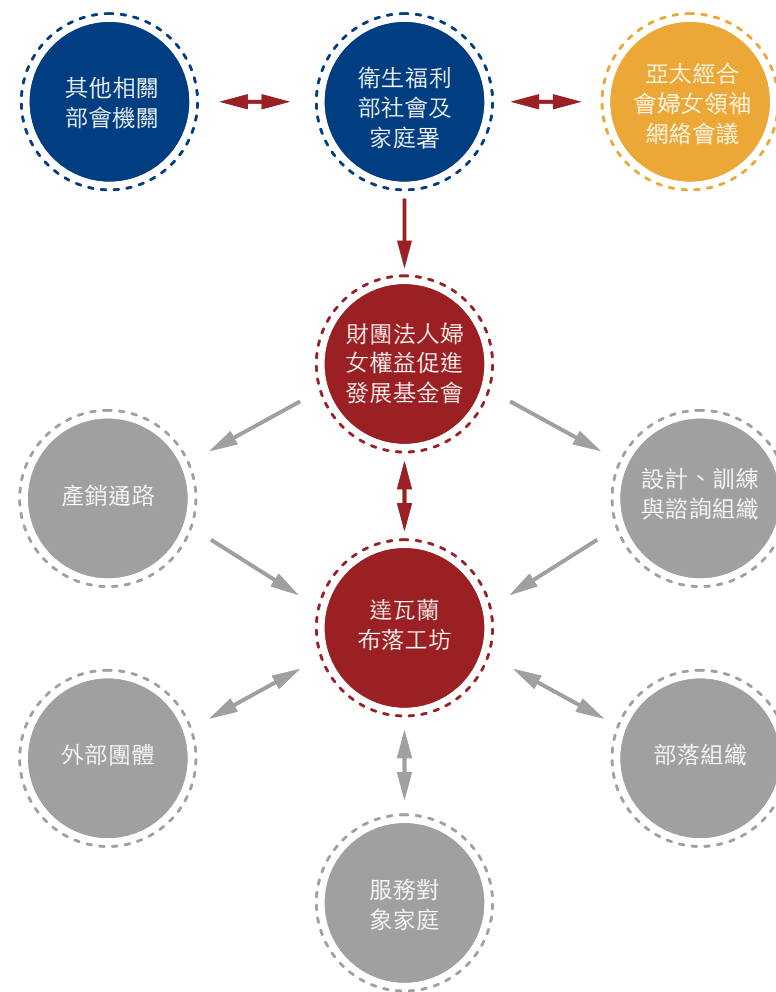 其他相關
部會機關
衛生福利
部社會及
家庭署
亞太經合
會婦女領袖
網絡會議
財團法人婦
女權益促進
發展基金會
產銷通路
設計、訓練
與諮詢組織
達瓦蘭
布落工坊
外部團體
部落組織
服務對
象家庭